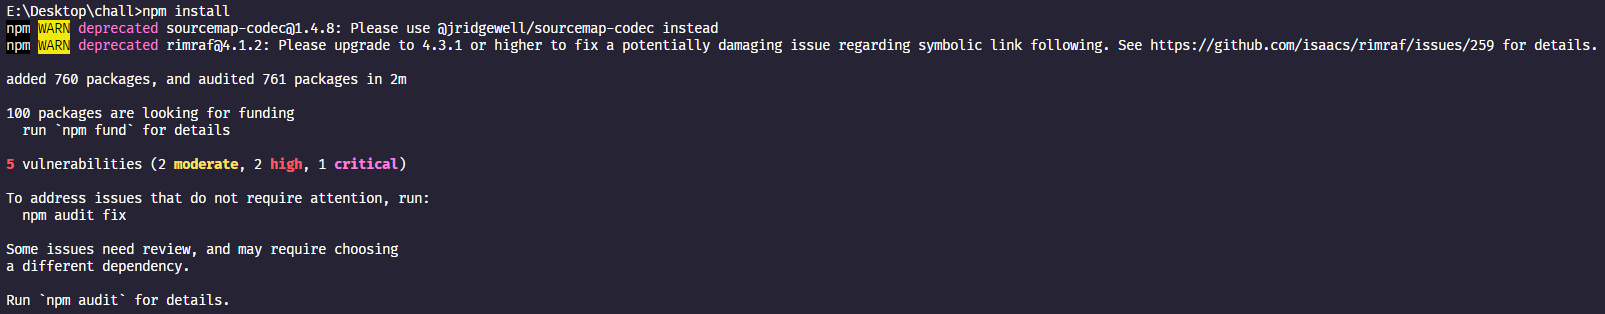 E:\Desktop\chall>npm install
npm WARN deprecated sourcemap-codec@1.4.8: Please use @jridgewell/sourcemap-codec instead
npm WARN deprecated rimraf@4.1.2: Please upgrade to 4.3.1 or higher to fix a potentially damaging issue regarding symbolic link following. See https://github.com/isaacs/rimraf/issues/259 for details.
added 760 packages, and audited 761 packages in 2m
100 packages are looking for funding
run `npm fund` for details
5 vulnerabilities (2 moderate, 2 high, 1 critical)
To address issues that do not require attention, run:
npm audit fix
Some issues need review, and may require choosing
a different dependency.
Run `npm audit` for details.